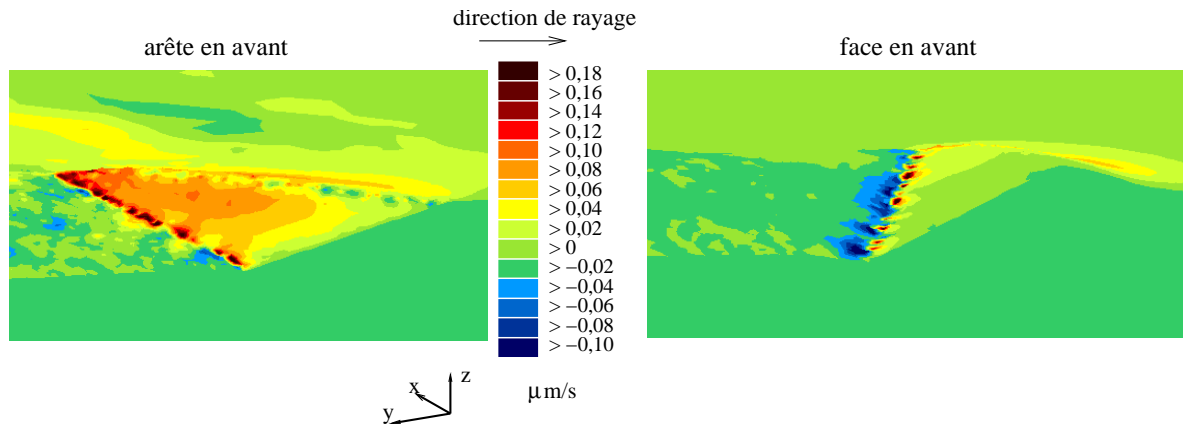 direction de rayage
arête en avant
face en avant
> 0,18
> 0,16
> 0,14
> 0,12
> 0,10
> 0,08
> 0,06
> 0,04
> 0,02
> 0
> −0,02
> −0,04
> −0,06
> −0,08
> −0,10
μm/s
z
x
y